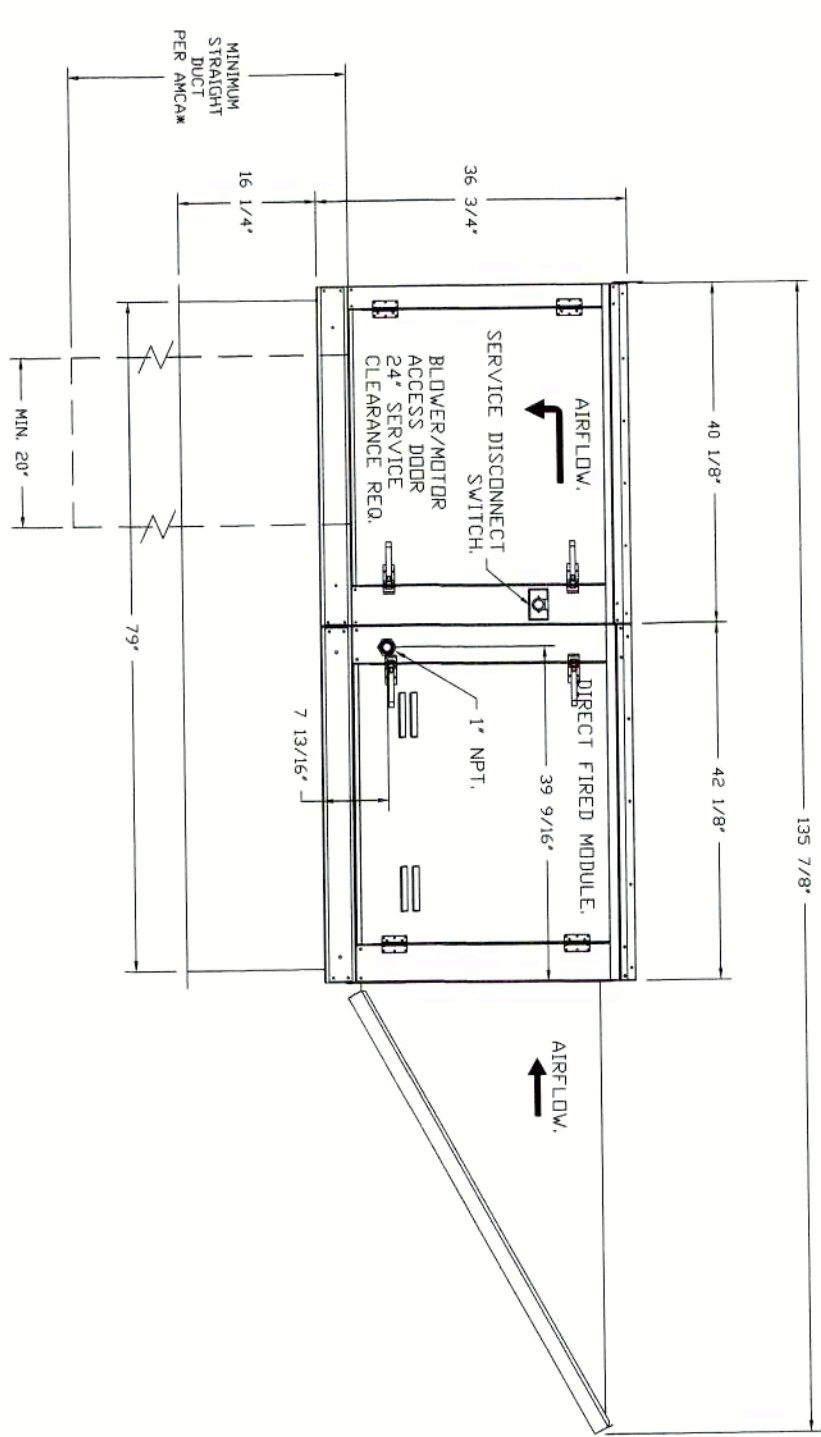 135 7/8"
40 1/8"
42 1/8"
AIRFLOW.
SERVICE DISCONNECT
SWITCH.
BLOWER/MOTOR
ACCESS DOOR
24" SERVICE
CLEARANCE REQ.
DIRECT FIRED MODULE.
39 9/16"
1" NPT.
7 13/16"
AIRFLOW.
36 3/4"
16 1/4"
MINIMUM
STRAIGHT
DUCT
PER AMCA*
79"
MIN. 20"